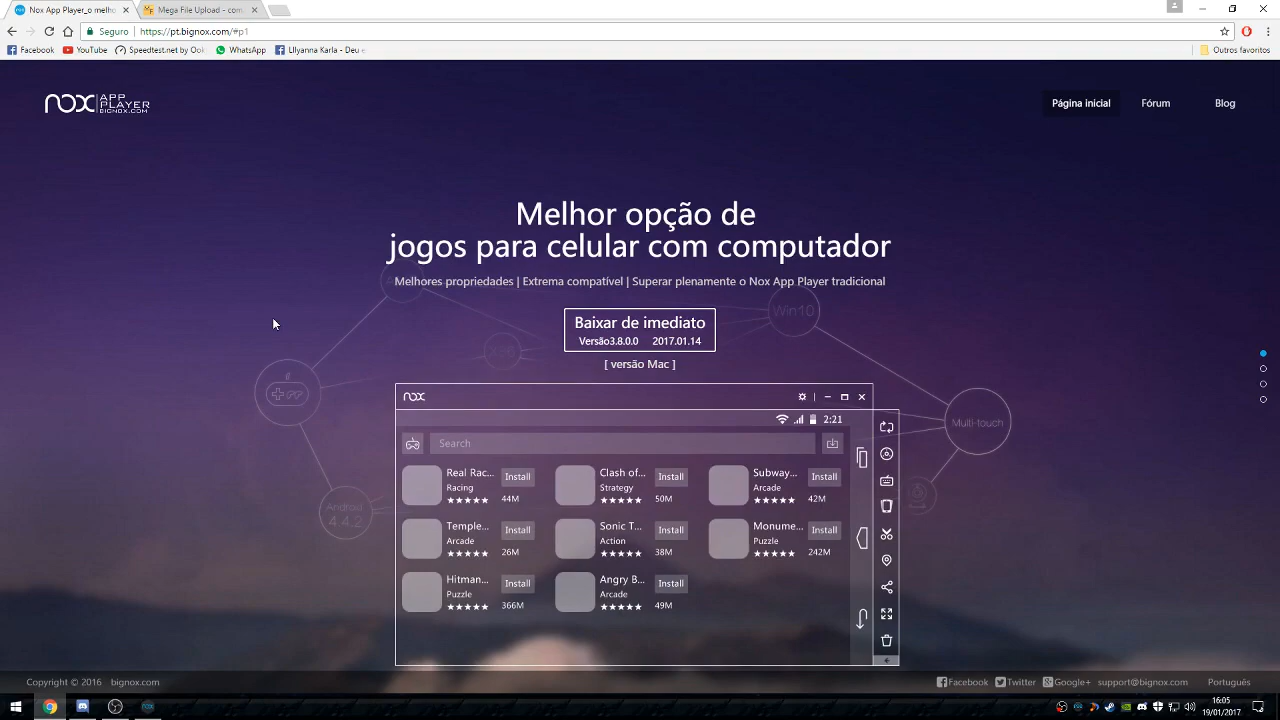 Nox App Player_o melho
Mega File Upload - com
Seguro
https://pt.bignox.com/#p1
Facebook
YouTube
Speedtest.net by Ook
WhatsApp
Lilyanna Karla - Deu e
Outros favoritos
nox APP PLAYER BIGNOX.COM
Página inicial
Fórum
Blog
Melhor opção de
jogos para celular com computador
Melhores propriedades | Extrema compatível | Superar plenamente o Nox App Player tradicional
Baixar de imediato
Versão3.8.0.0 2017.01.14
[ versão Mac ]
Win10
X86
Multi-touch
Android
4.4.2
nox
2:21
Search
Real Rac...
Racing
Install
44M
Clash of...
Strategy
Install
50M
Subway...
Arcade
Install
42M
Temple...
Arcade
Install
26M
Sonic T...
Action
Install
38M
Monume...
Puzzle
Install
242M
Hitman...
Puzzle
Install
366M
Angry B...
Arcade
Install
49M
Copyright © 2016 bignox.com
Facebook
Twitter
Google+
support@bignox.com
Português
16:05
19/01/2017